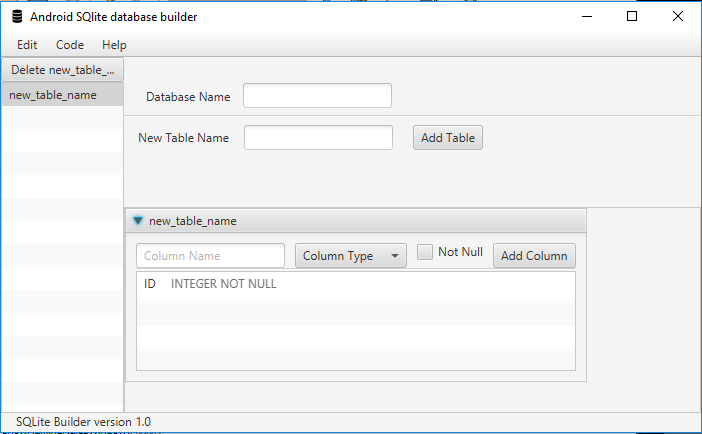 Android SQlite database builder
Edit Code Help
Delete new_table_...
new_table_name
Database Name
New Table Name
Add Table
new_table_name
Column Name
Column Type
Not Null
Add Column
ID INTEGER NOT NULL
SQLite Builder version 1.0